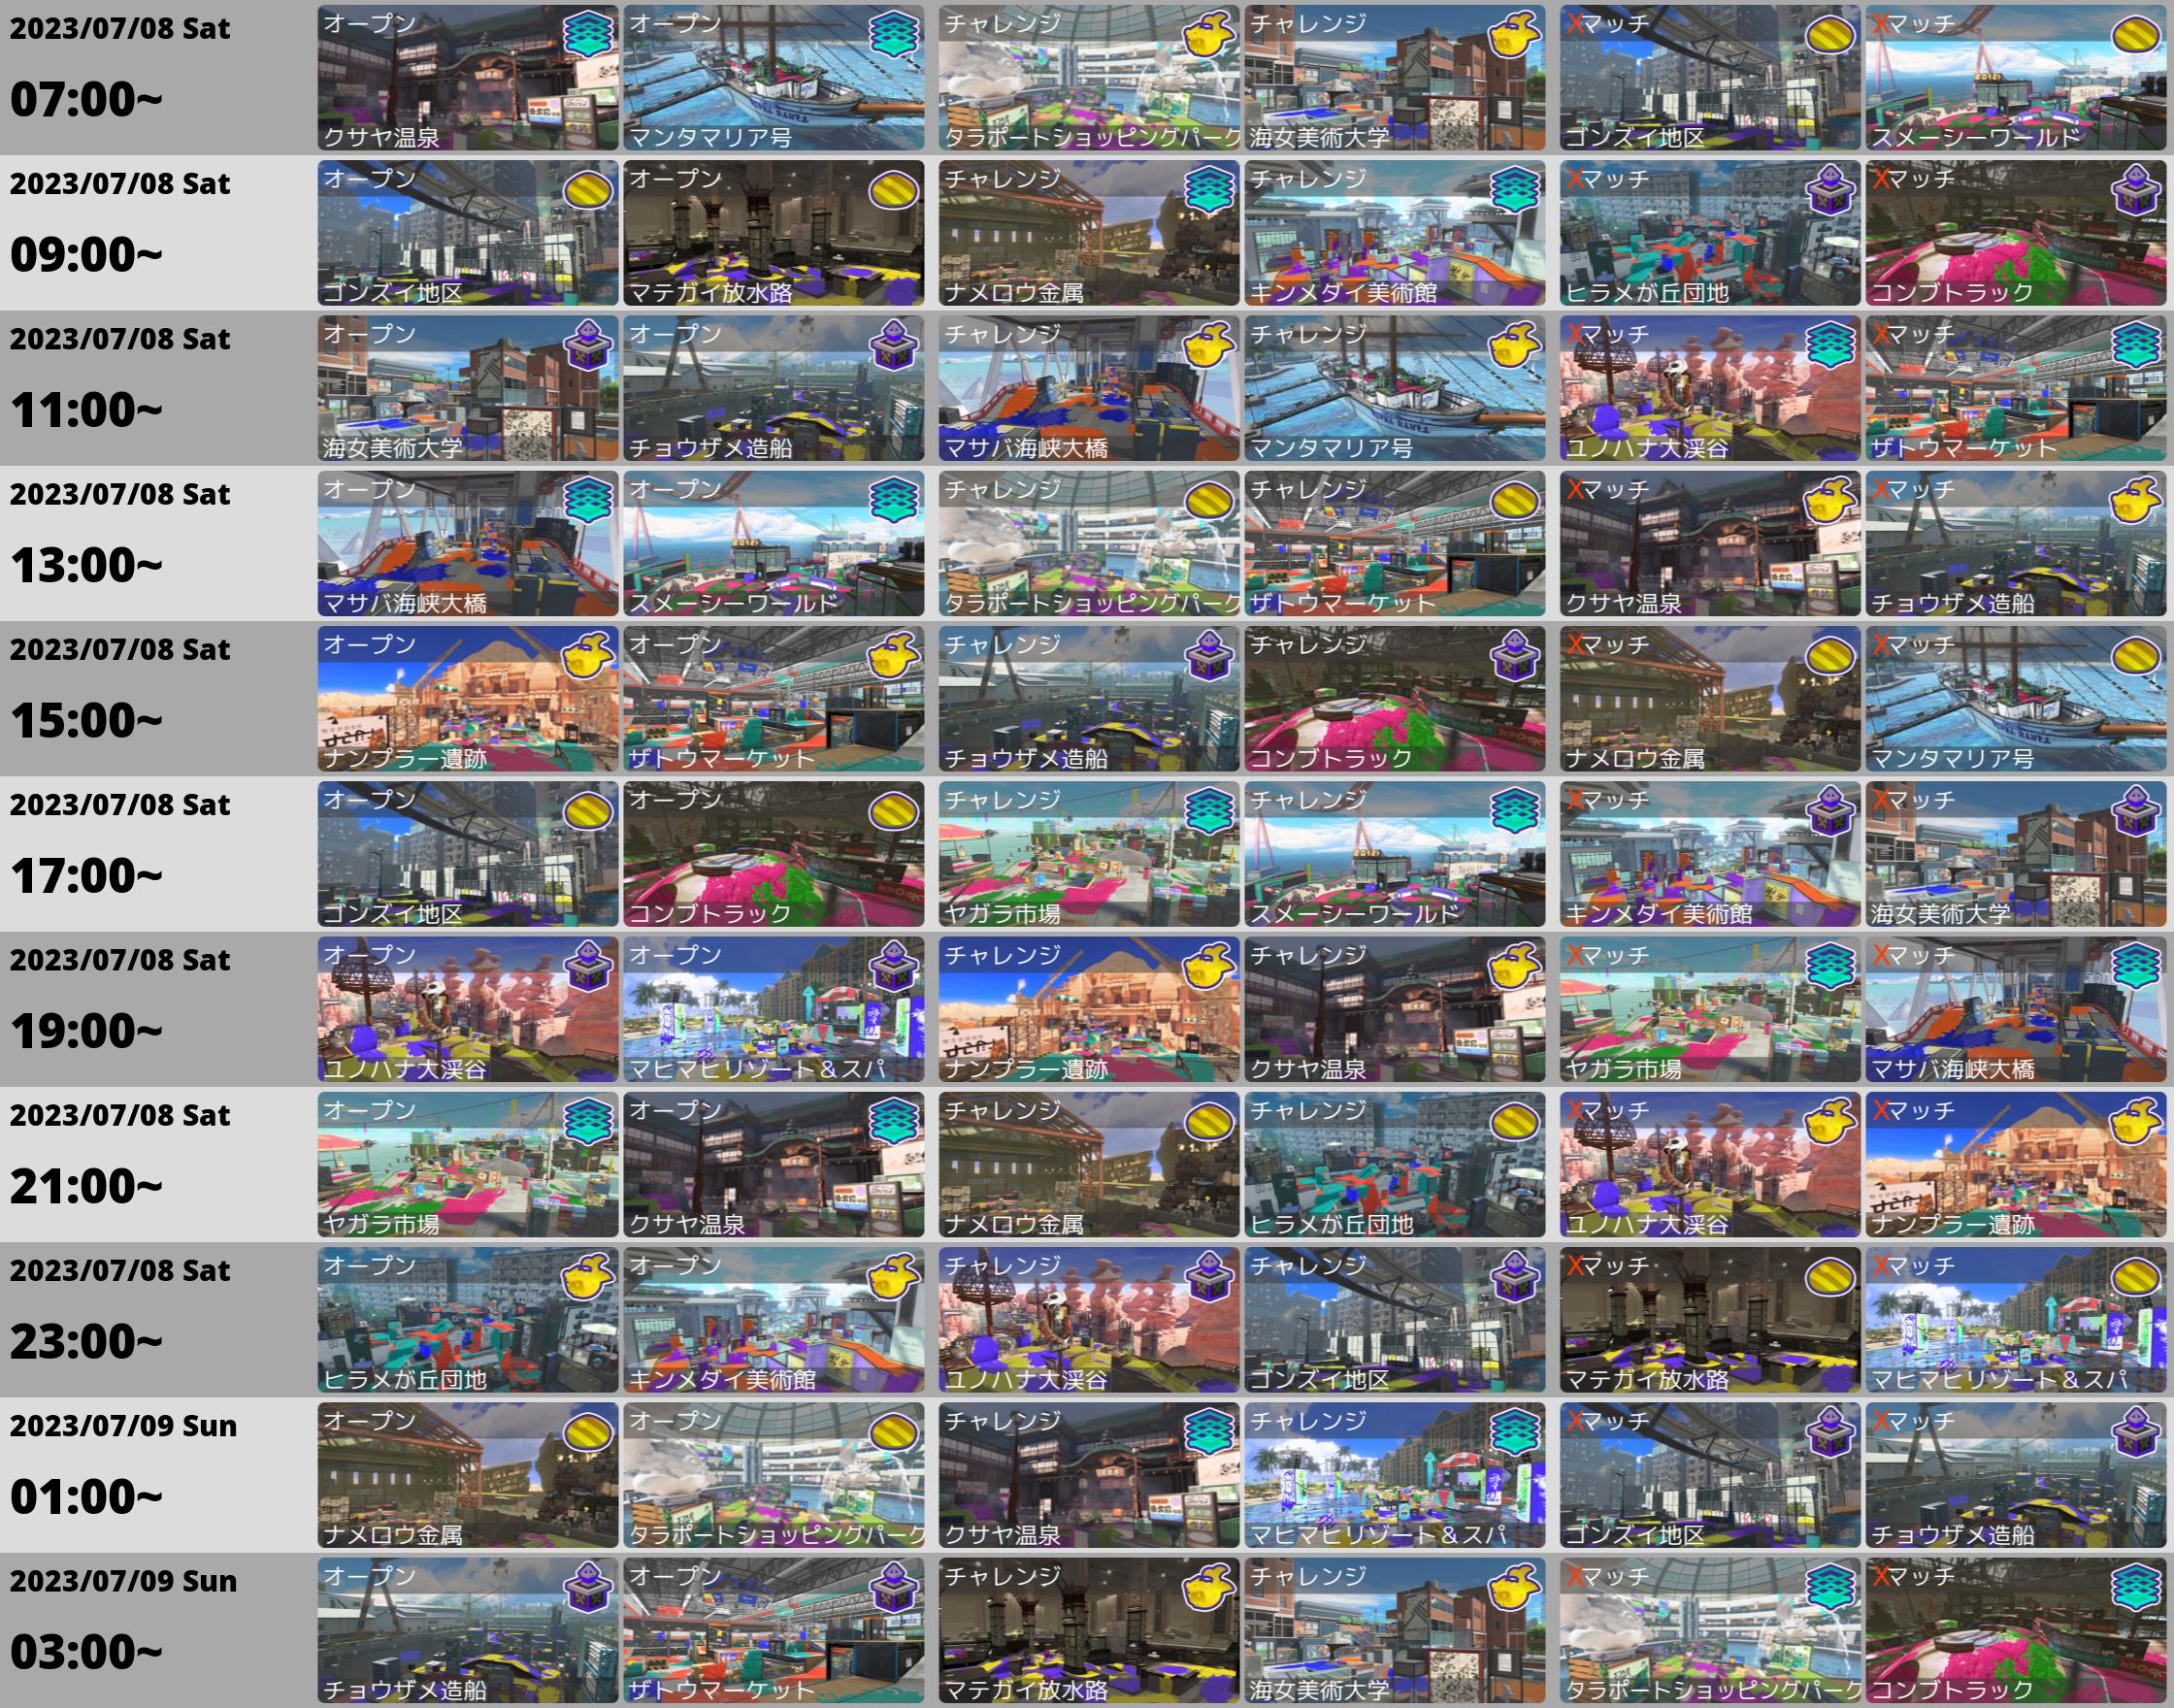 2023/07/08 Sat
07:00~
オープン オープン チャレンジ チャレンジ Xマッチ Xマッチ
クサヤ温泉 マンタマリア号 タラポートショッピングパーク 海女美術大学 ゴンズイ地区 スメーシーワールド
2023/07/08 Sat
09:00~
オープン オープン チャレンジ チャレンジ Xマッチ Xマッチ
ゴンズイ地区 マテガイ放水路 ナメロウ金属 キンメダイ美術館 ヒラメが丘団地 コンブトラック
2023/07/08 Sat
11:00~
オープン オープン チャレンジ チャレンジ Xマッチ Xマッチ
海女美術大学 チョウザメ造船 マサバ海峡大橋 マンタマリア号 ユノハナ大渓谷 ザトウマーケット
2023/07/08 Sat
13:00~
オープン オープン チャレンジ チャレンジ Xマッチ Xマッチ
マサバ海峡大橋 スメーシーワールド タラポートショッピングパーク ザトウマーケット クサヤ温泉 チョウザメ造船
2023/07/08 Sat
15:00~
オープン オープン チャレンジ チャレンジ Xマッチ Xマッチ
ナンプラー遺跡 ザトウマーケット チョウザメ造船 コンブトラック ナメロウ金属 マンタマリア号
2023/07/08 Sat
17:00~
オープン オープン チャレンジ チャレンジ Xマッチ Xマッチ
ゴンズイ地区 コンブトラック ヤガラ市場 スメーシーワールド キンメダイ美術館 海女美術大学
2023/07/08 Sat
19:00~
オープン オープン チャレンジ チャレンジ Xマッチ Xマッチ
ユノハナ大渓谷 マヒマヒリゾート＆スパ ナンプラー遺跡 クサヤ温泉 ヤガラ市場 マサバ海峡大橋
2023/07/08 Sat
21:00~
オープン オープン チャレンジ チャレンジ Xマッチ Xマッチ
ヤガラ市場 クサヤ温泉 ナメロウ金属 ヒラメが丘団地 ユノハナ大渓谷 ナンプラー遺跡
2023/07/08 Sat
23:00~
オープン オープン チャレンジ チャレンジ Xマッチ Xマッチ
ヒラメが丘団地 キンメダイ美術館 ユノハナ大渓谷 ゴンズイ地区 マテガイ放水路 マヒマヒリゾート＆スパ
2023/07/09 Sun
01:00~
オープン オープン チャレンジ チャレンジ Xマッチ Xマッチ
ナメロウ金属 タラポートショッピングパーク クサヤ温泉 マヒマヒリゾート＆スパ ゴンズイ地区 チョウザメ造船
2023/07/09 Sun
03:00~
オープン オープン チャレンジ チャレンジ Xマッチ Xマッチ
チョウザメ造船 ザトウマーケット マテガイ放水路 海女美術大学 タラポートショッピングパーク コンブトラック